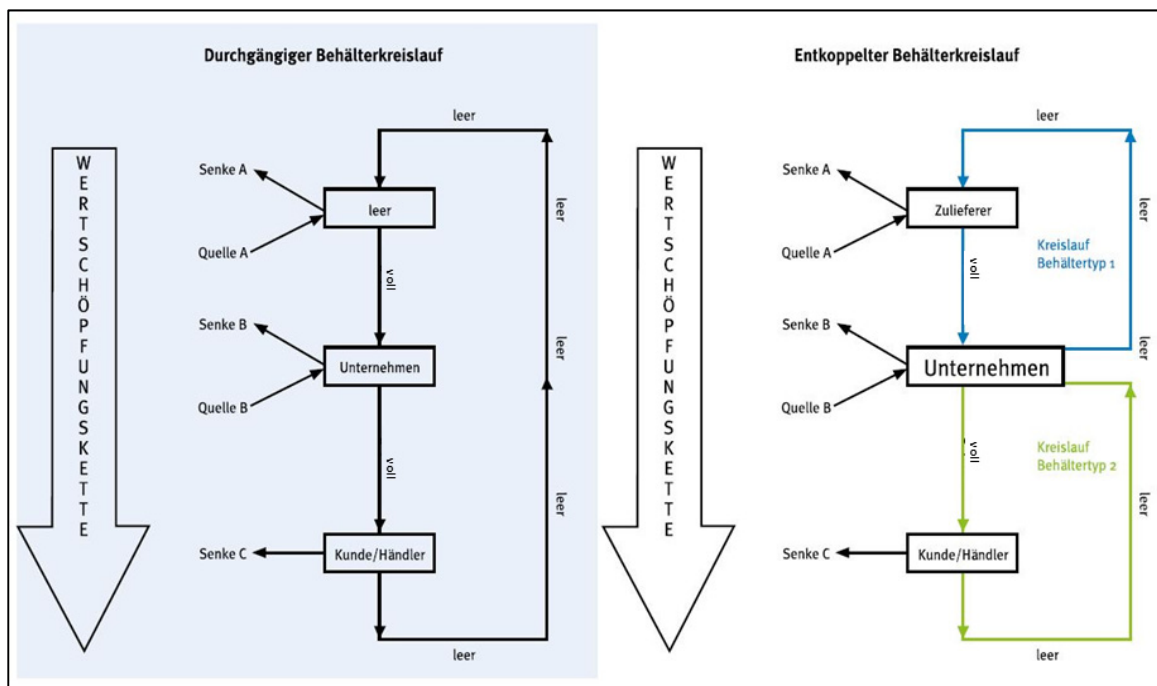 Durchgängiger Behälterkreislauf
leer
WERTSCHÖPFUNGSKETTE
Senke A
leer
leer
Quelle A
voll
Senke B
leer
Unternehmen
Quelle B
voll
leer
Senke C
Kunde/Händler
leer
Entkoppelter Behälterkreislauf
leer
WERTSCHÖPFUNGSKETTE
Senke A
leer
Zulieferer
Quelle A
voll
Kreislauf
Behältertyp 1
Senke B
leer
Unternehmen
Quelle B
voll
Kreislauf
Behältertyp 2
leer
Senke C
Kunde/Händler
leer